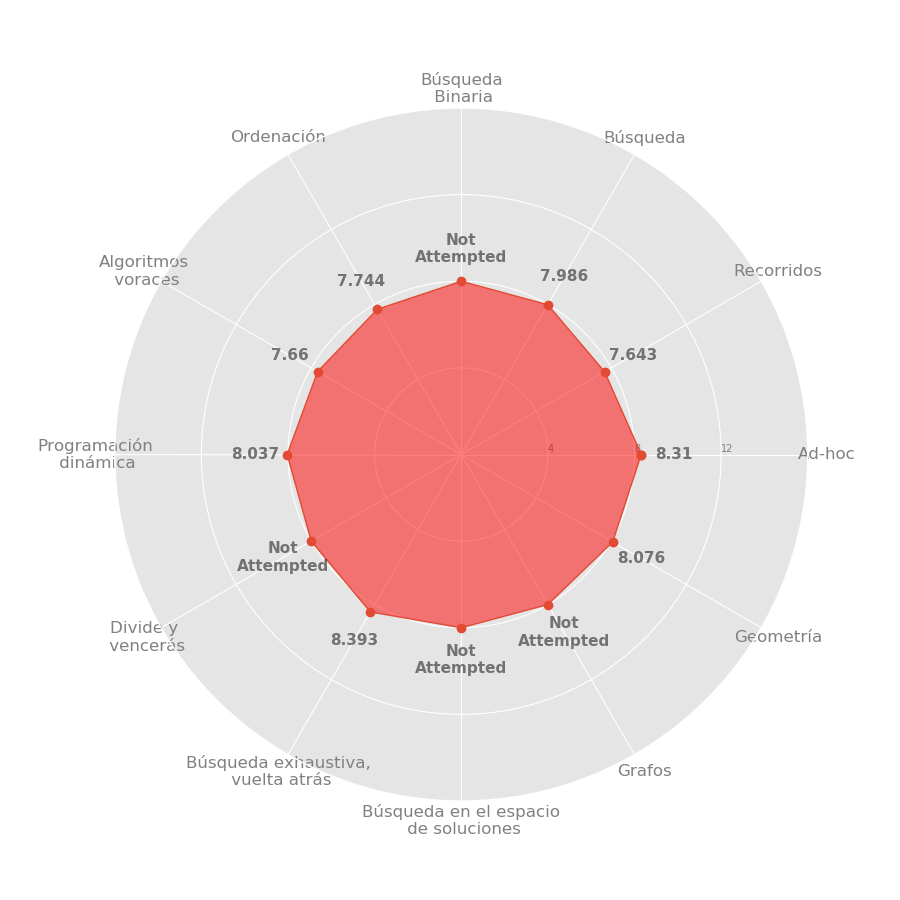 Búsqueda
Binaria
Ordenación
Búsqueda
Algoritmos
voraces
Recorridos
Not
Attempted
7.744
7.986
7.66
7.643
Programación
dinámica
8.037
4
8
12
8.31
Ad-hoc
Not
Attempted
8.076
Divide y
vencerás
8.393
Not
Attempted
Not
Attempted
Geometría
Búsqueda exhaustiva,
vuelta atrás
Grafos
Búsqueda en el espacio
de soluciones